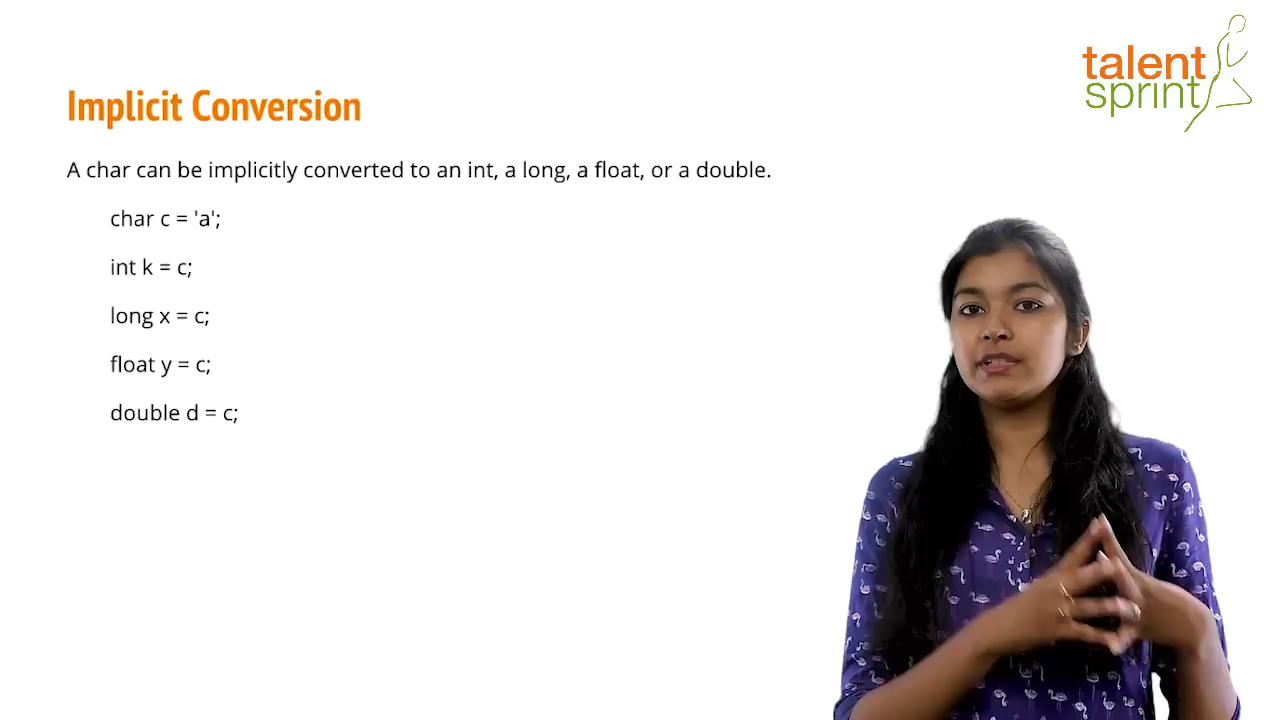 talent
sprint
Implicit Conversion
A char can be implicitly converted to an int, a long, a float, or a double.
char c = 'a';
int k = c;
long x = c;
float y = c;
double d = c;